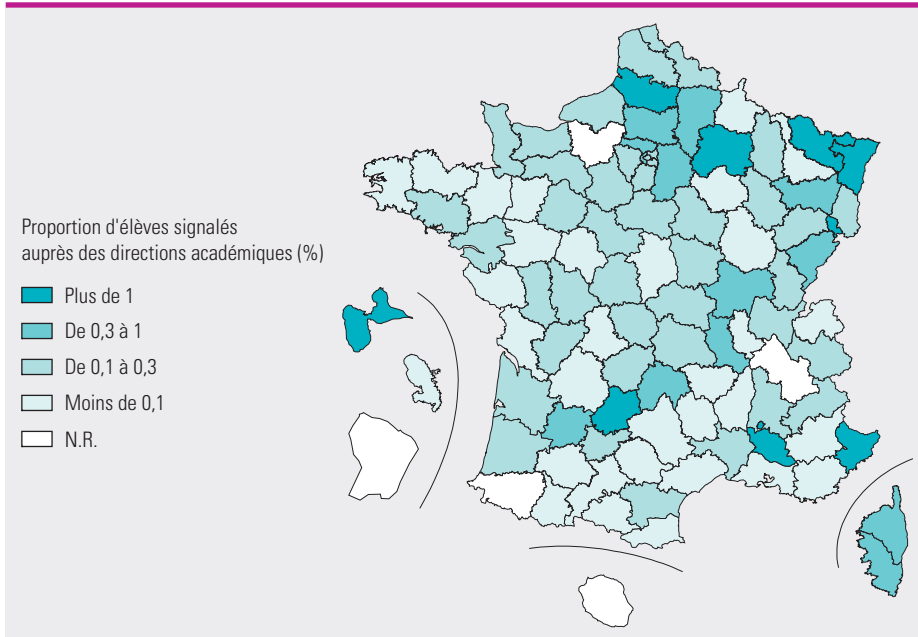 Proportion d'élèves signalés
auprès des directions académiques (%)
Plus de 1
De 0,3 à 1
De 0,1 à 0,3
Moins de 0,1
N.R.